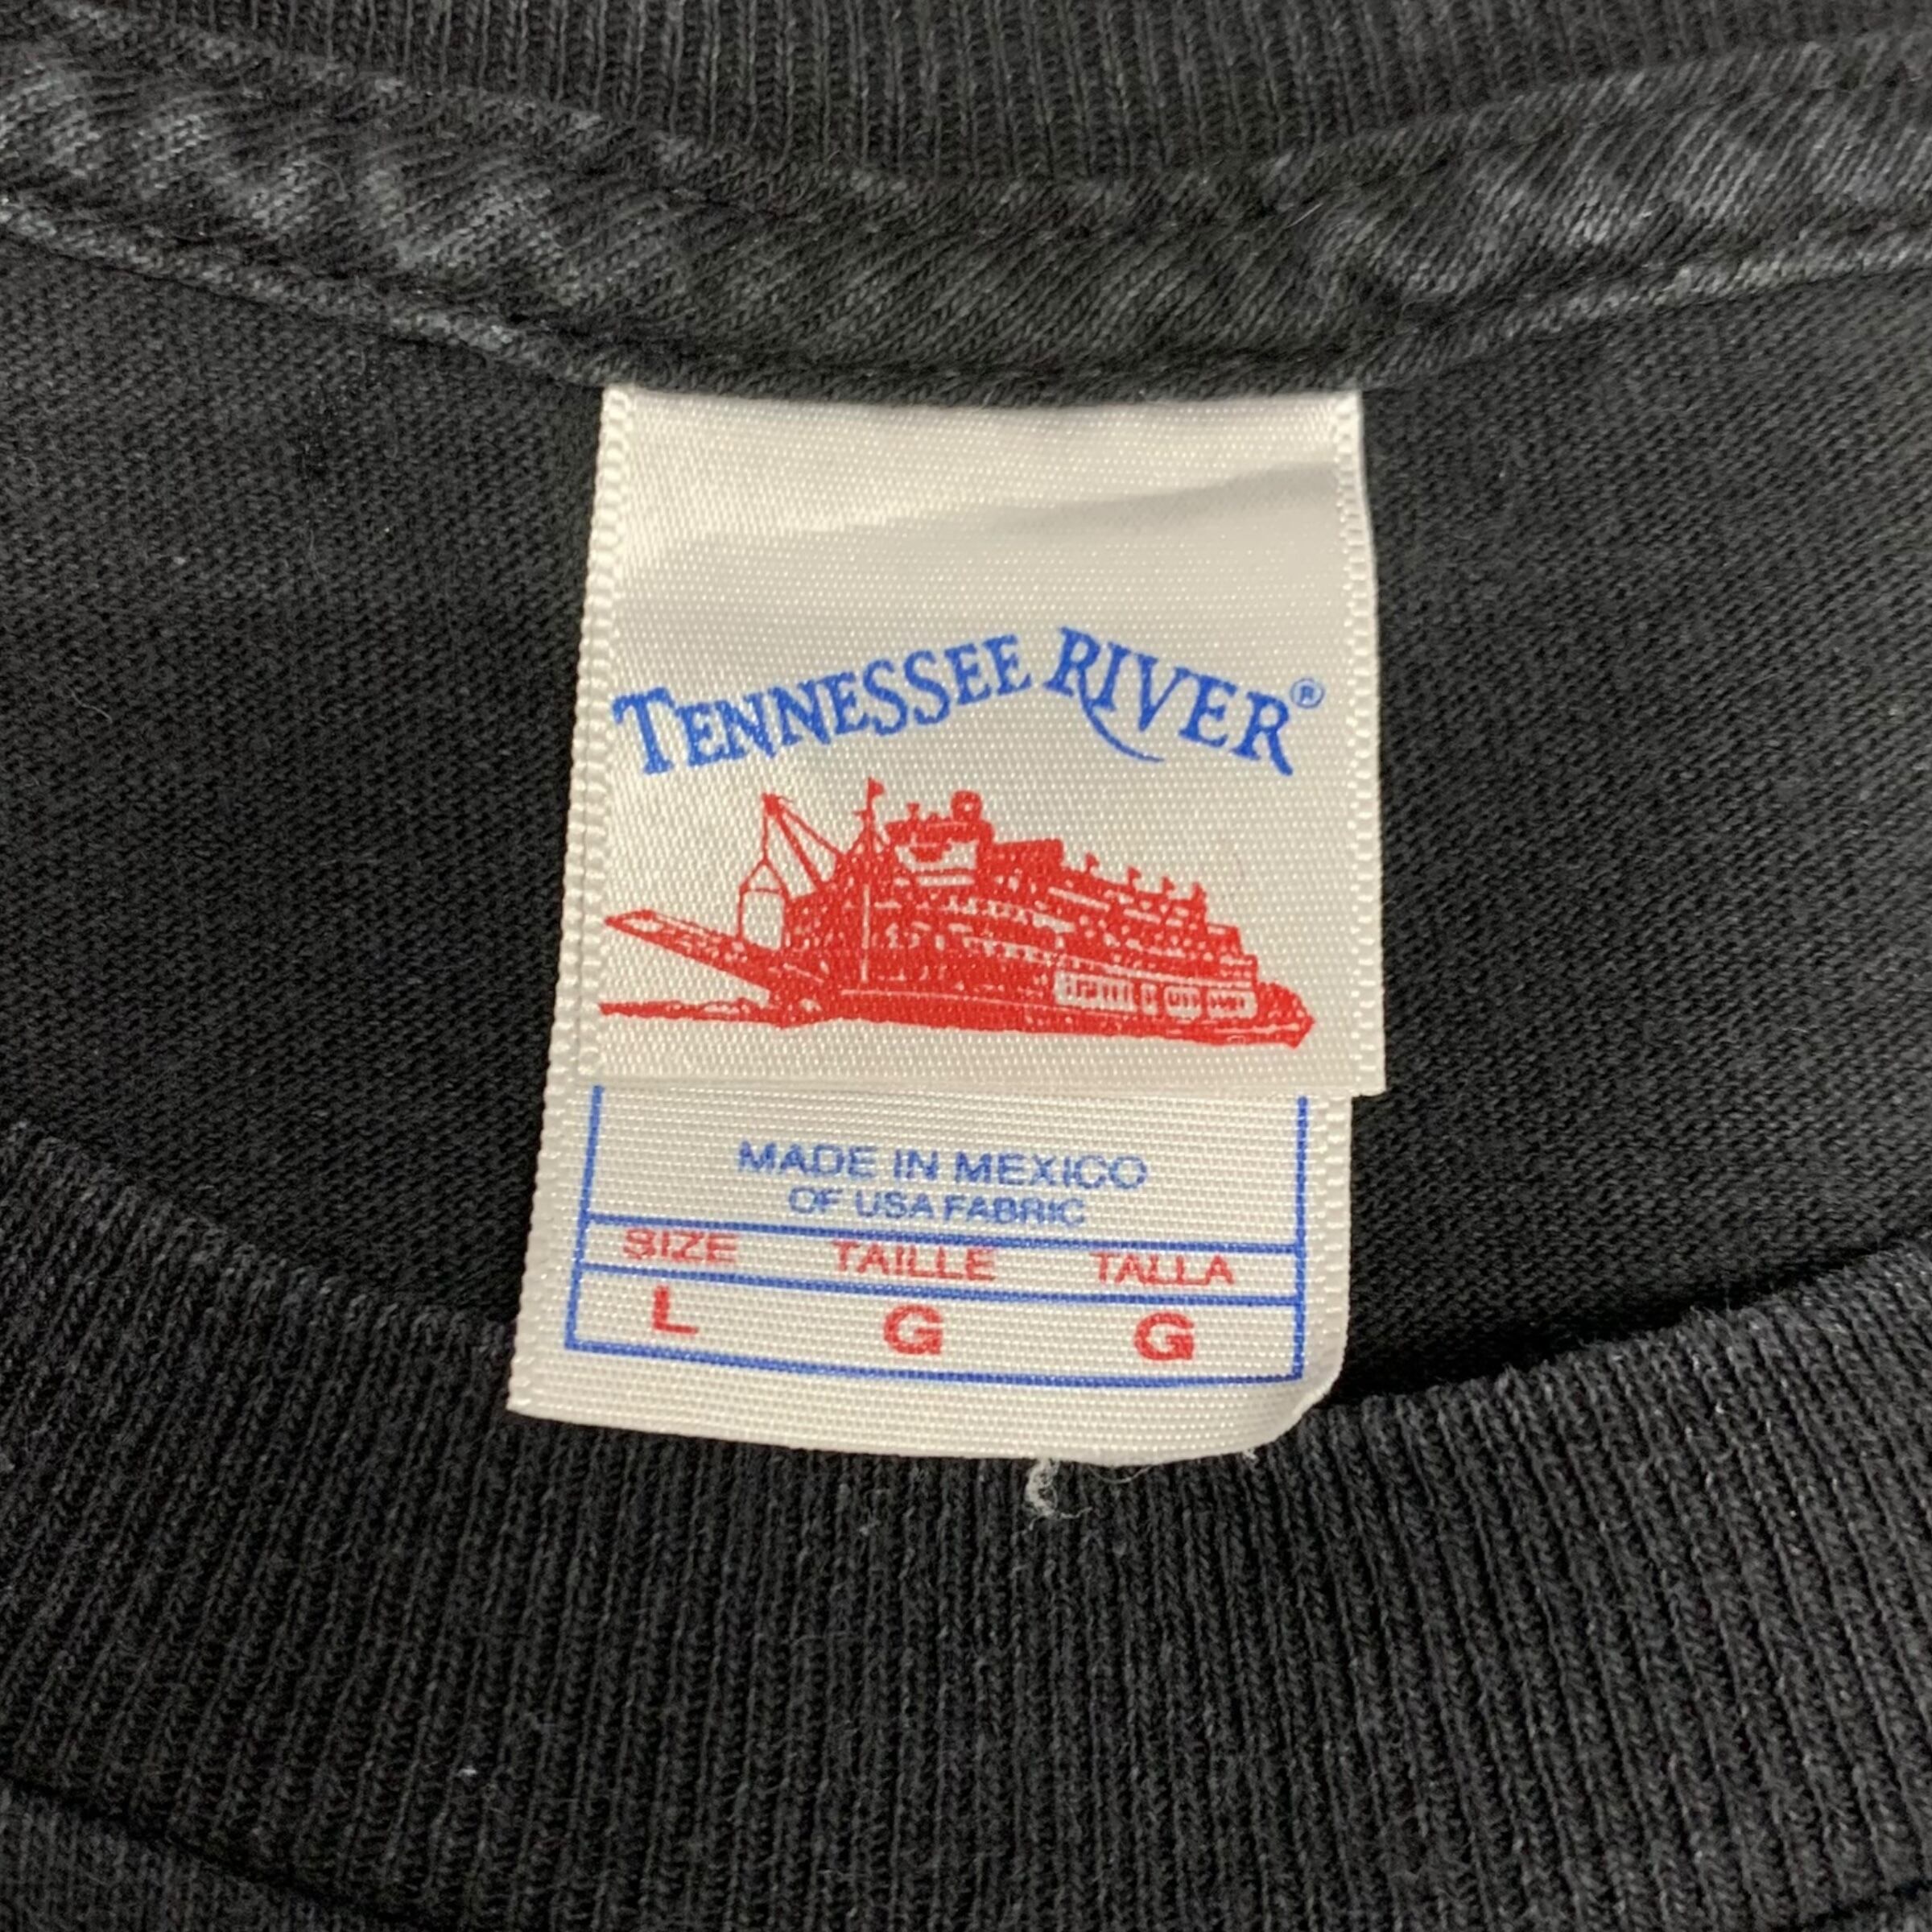 TENNESSEE RIVER®
MADE IN MEXICO
OF USA FABRIC
SIZE TAILLE TALLA
L G G